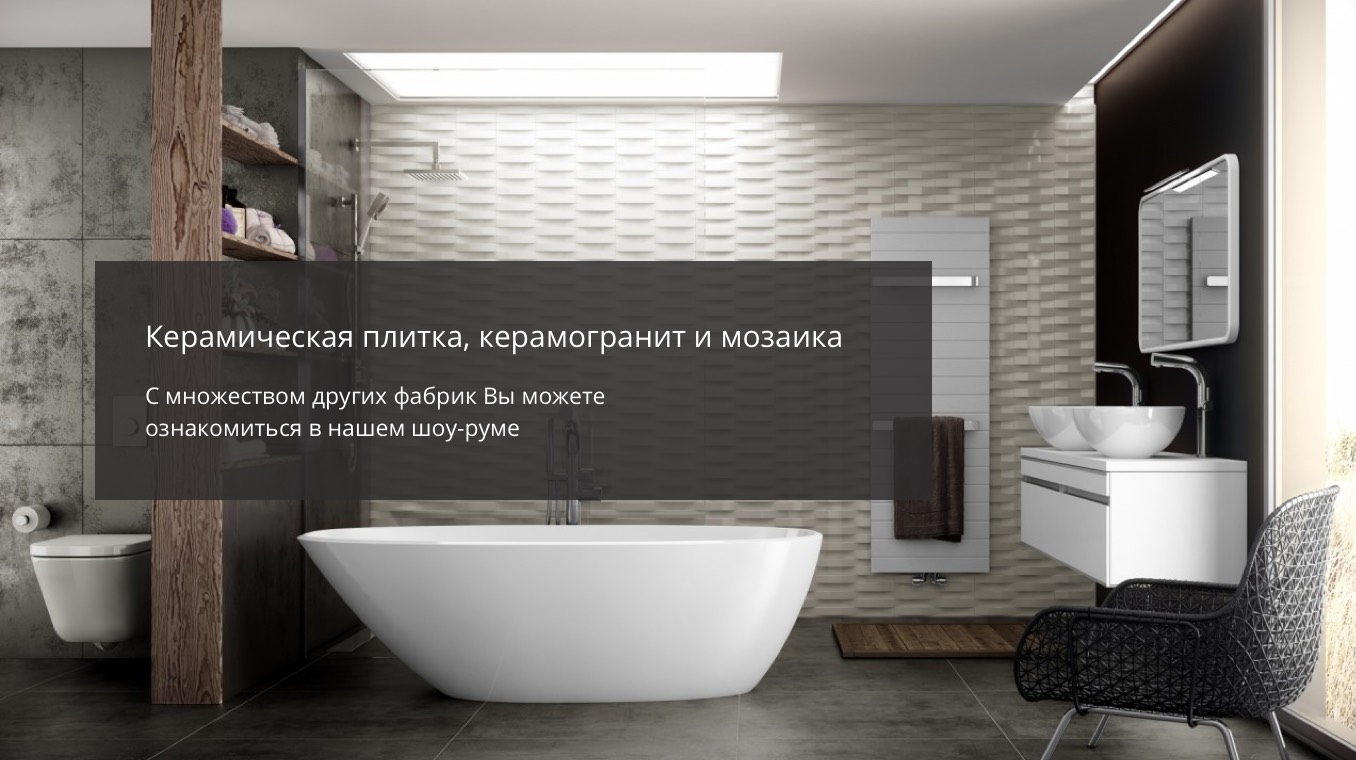 Керамическая плитка, керамогранит и мозаика
С множеством других фабрик Вы можете
ознакомиться в нашем шоу-руме